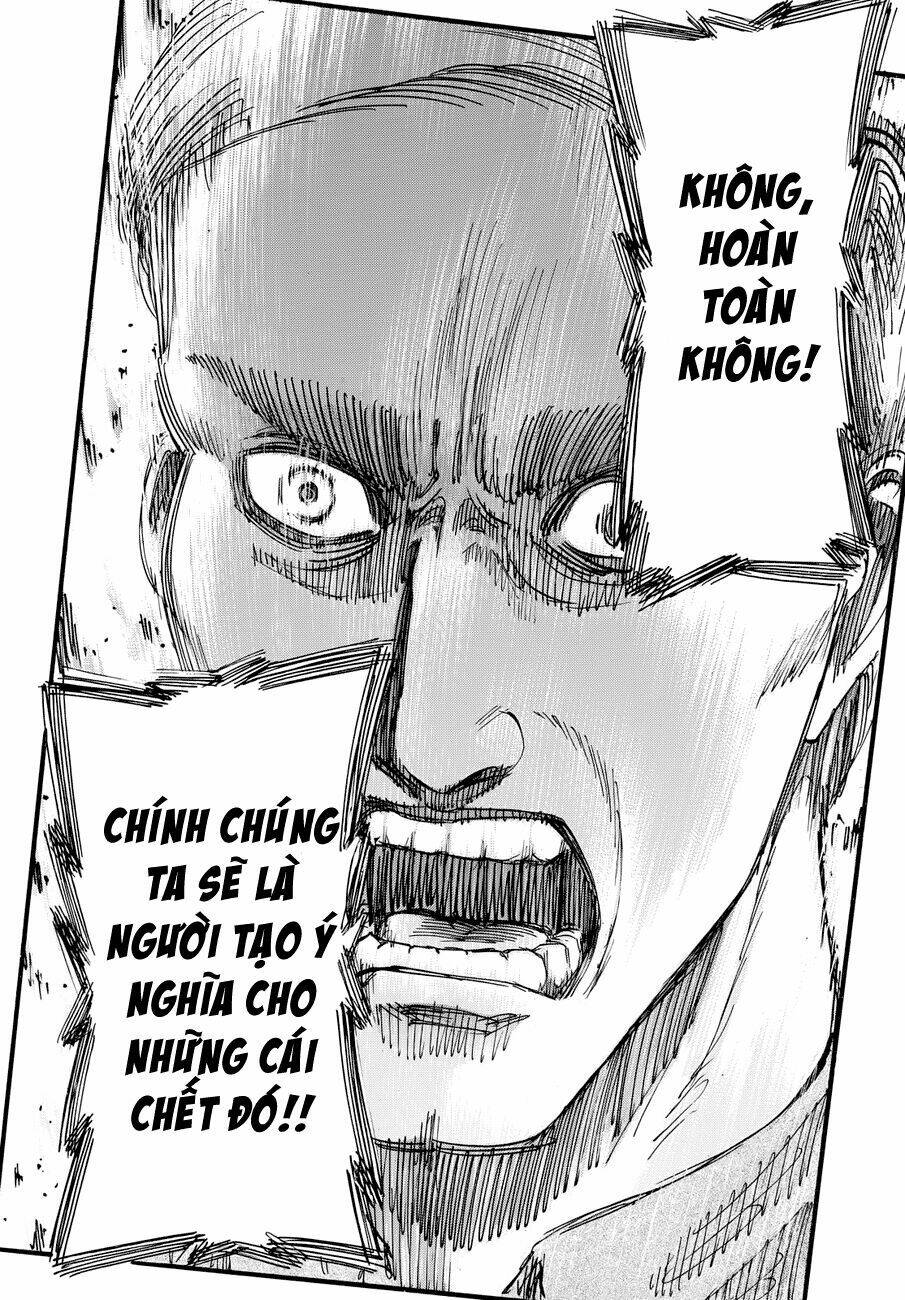 KHÔNG,
HOÀN
TOÀN
KHÔNG!
CHÍNH CHÚNG
TA SẼ LÀ
NGƯỜI TẠO Ý
NGHĨA CHO
NHỮNG CÁI
CHẾT ĐÓ!!